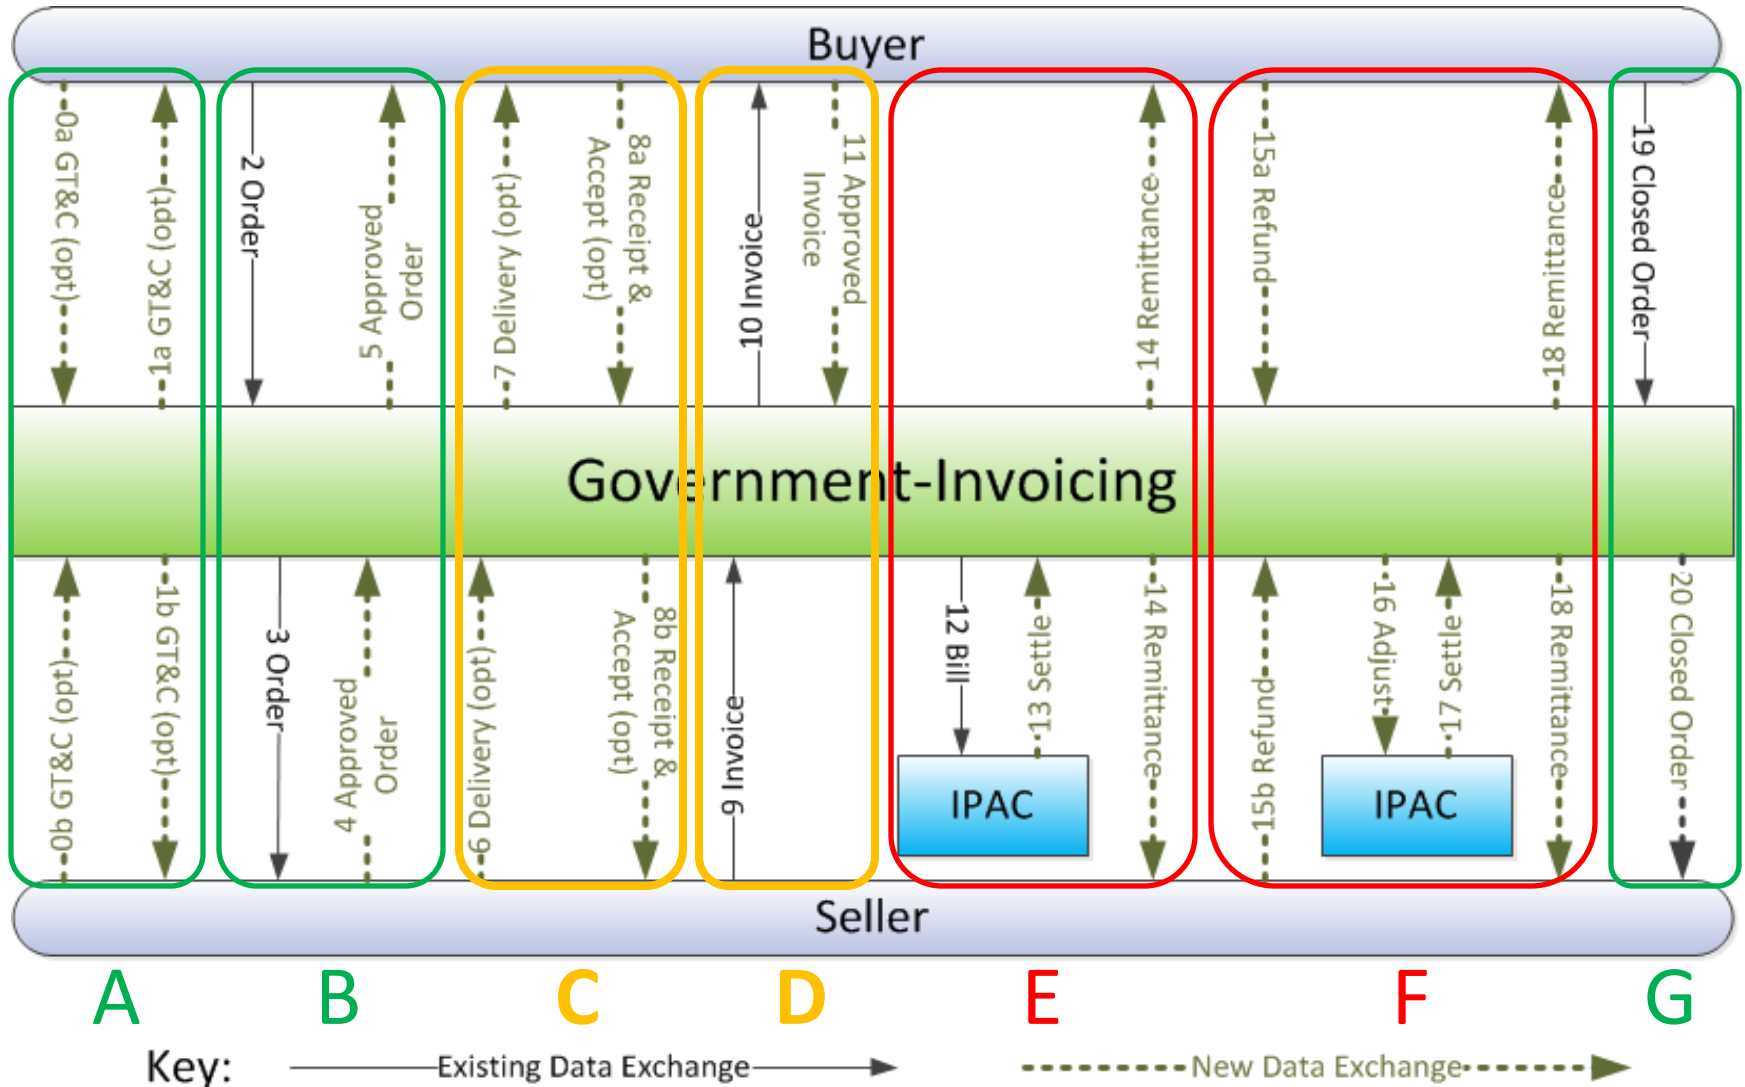 Buyer
0a GT&C (opt)
1a GT&C (opt)
2 Order
5 Approved
Order
7 Delivery (opt)
8a Receipt &
Accept (opt)
10 Invoice
11 Approved
Invoice
14 Remittance
15a Refund
18 Remittance
19 Closed Order
Government-Invoicing
0b GT&C (opt)
1b GT&C (opt)
3 Order
4 Approved
Order
6 Delivery (opt)
8b Receipt &
Accept (opt)
9 Invoice
12 Bill
13 Settle
IPAC
14 Remittance
15b Refund
16 Adjust
17 Settle
IPAC
18 Remittance
20 Closed Order
Seller
A B C D E F G
Key: Existing Data Exchange New Data Exchange